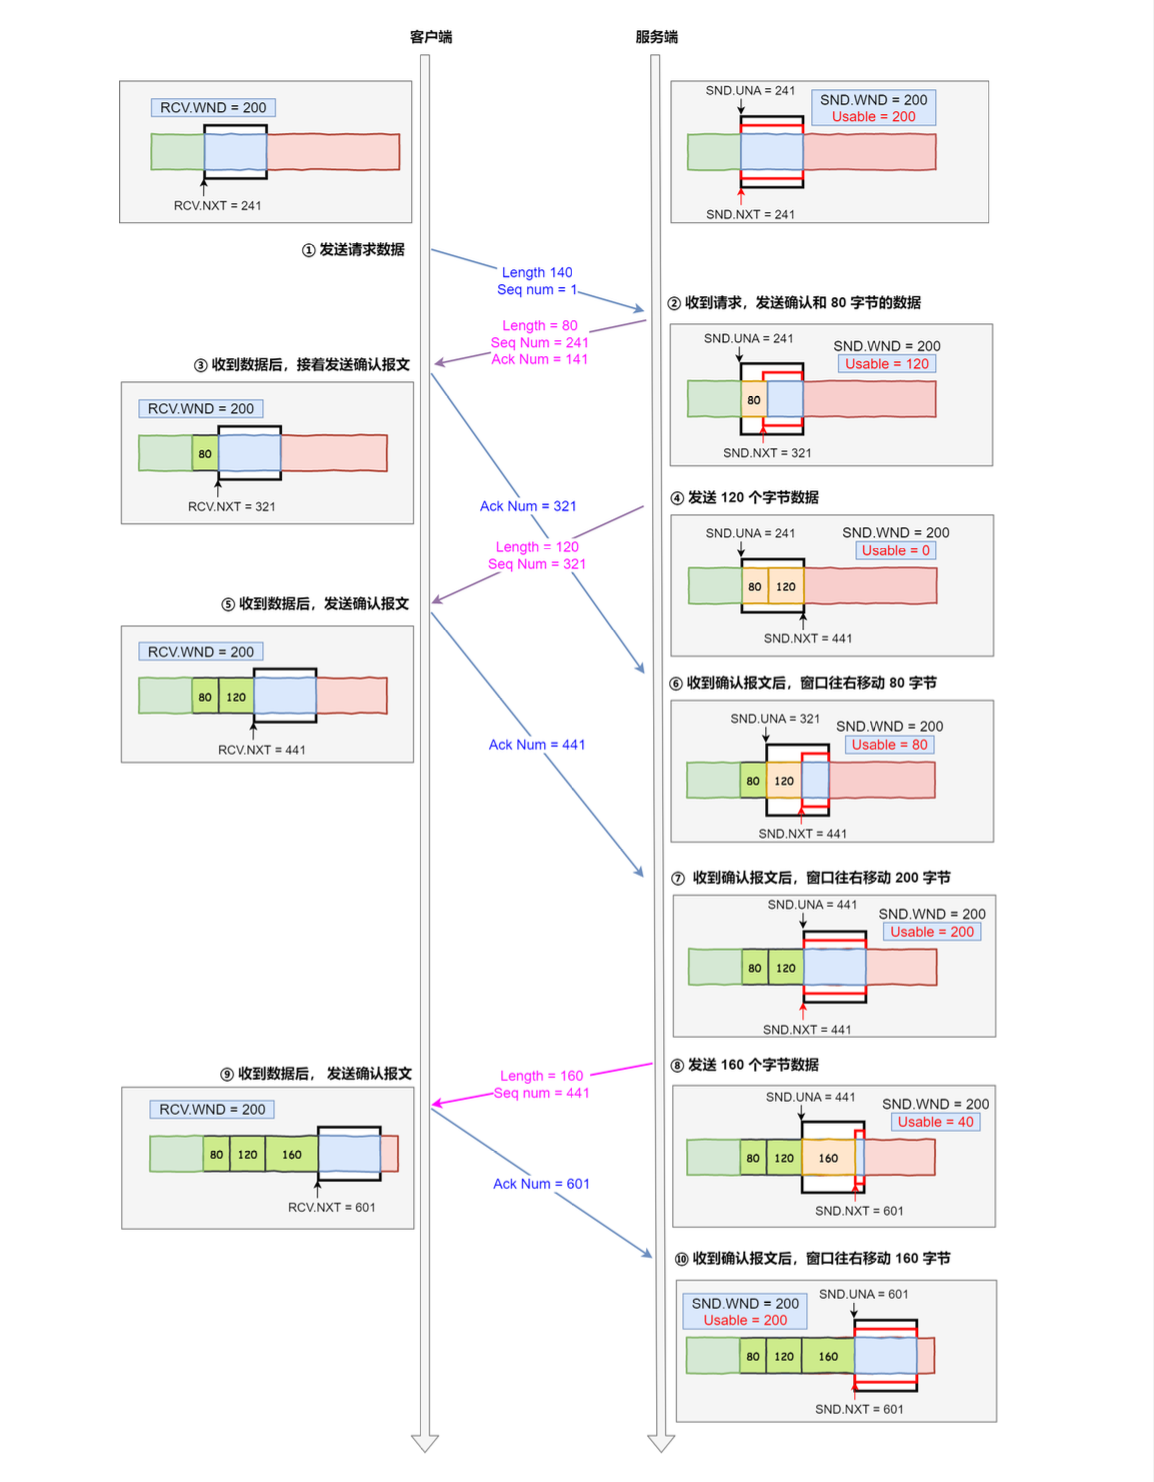 客户端
服务端
RCV.WND = 200
RCV.NXT = 241
SND.UNA = 241
SND.WND = 200
Usable = 200
SND.NXT = 241
① 发送请求数据
Length 140
Seq num = 1
② 收到请求，发送确认和 80 字节的数据
Length = 80
Seq Num = 241
Ack Num = 141
SND.UNA = 241
SND.WND = 200
Usable = 120
80
SND.NXT = 321
③ 收到数据后，接着发送确认报文
RCV.WND = 200
80
RCV.NXT = 321
Ack Num = 321
④ 发送 120 个字节数据
Length = 120
Seq Num = 321
SND.UNA = 241
SND.WND = 200
Usable = 0
80
120
SND.NXT = 441
⑤ 收到数据后，发送确认报文
RCV.WND = 200
80
120
RCV.NXT = 441
Ack Num = 441
⑥ 收到确认报文后，窗口往右移动 80 字节
SND.UNA = 321
SND.WND = 200
Usable = 80
80
120
SND.NXT = 441
⑦ 收到确认报文后，窗口往右移动 200 字节
SND.UNA = 441
SND.WND = 200
Usable = 200
80
120
SND.NXT = 441
⑧ 发送 160 个字节数据
Length = 160
Seq num = 441
SND.UNA = 441
SND.WND = 200
Usable = 40
80
120
160
SND.NXT = 601
⑨ 收到数据后， 发送确认报文
RCV.WND = 200
80
120
160
RCV.NXT = 601
Ack Num = 601
⑩ 收到确认报文后，窗口往右移动 160 字节
SND.WND = 200
Usable = 200
SND.UNA = 601
80
120
160
SND.NXT = 601